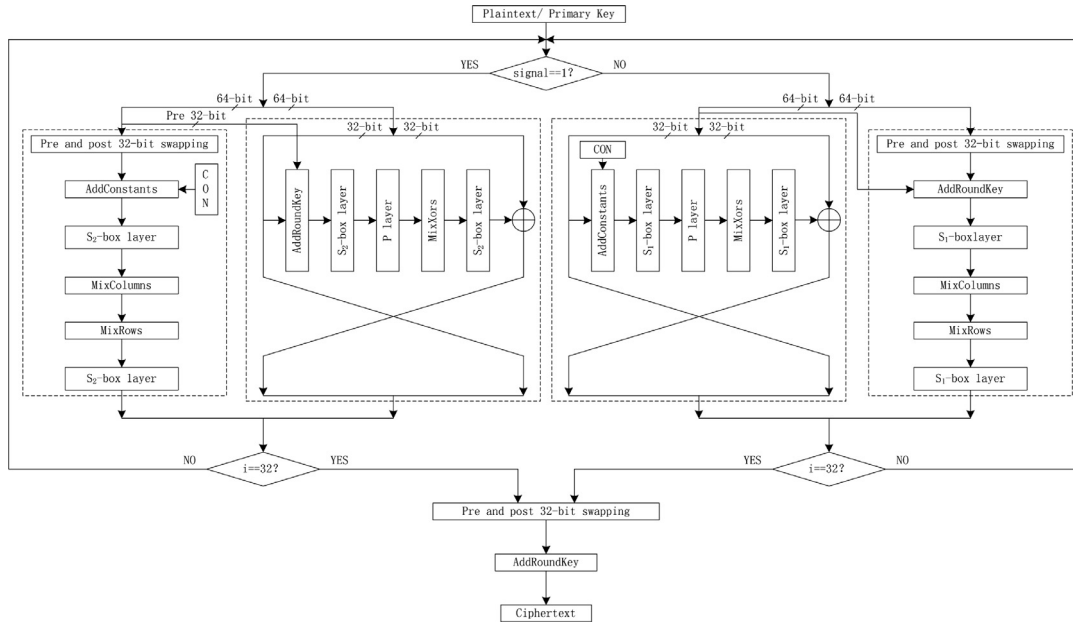 Plaintext/ Primary Key
signal==1?
YES
NO
64-bit
64-bit
Pre 32-bit
64-bit
64-bit
Pre and post 32-bit swapping
AddConstants
CON
S₂-box layer
MixColumns
MixRows
S₂-box layer
32-bit
32-bit
AddRoundKey
S₂-box layer
P layer
MixXors
S₂-box layer
32-bit
32-bit
CON
AddConstants
S₁-box layer
P layer
MixXors
S₁-box layer
Pre and post 32-bit swapping
AddRoundKey
S₁-boxlayer
MixColumns
MixRows
S₁-box layer
NO
i==32?
YES
YES
i==32?
NO
Pre and post 32-bit swapping
AddRoundKey
Ciphertext